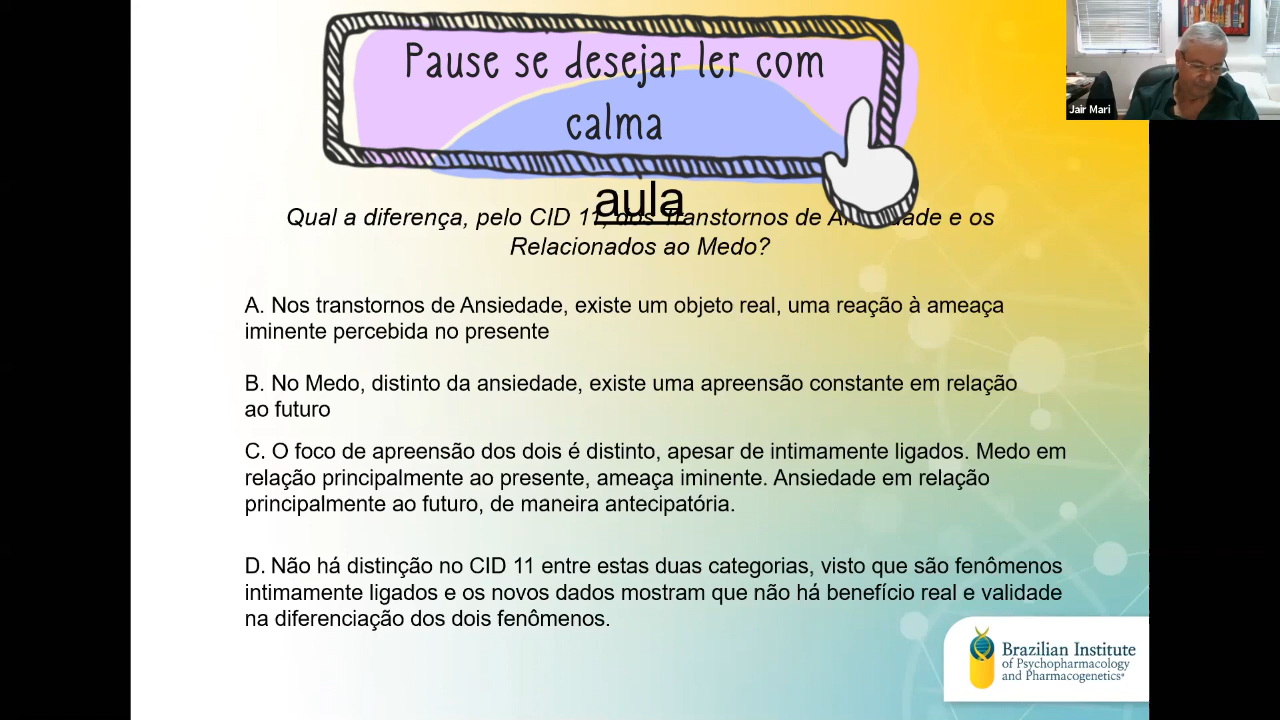 Pause se desejar ler com
calma
aula
Qual a diferença, pelo CID 11, dos Transtornos de Ansiedade e os
Relacionados ao Medo?
A. Nos transtornos de Ansiedade, existe um objeto real, uma reação à ameaça
iminente percebida no presente
B. No Medo, distinto da ansiedade, existe uma apreensão constante em relação
ao futuro
C. O foco de apreensão dos dois é distinto, apesar de intimamente ligados. Medo em
relação principalmente ao presente, ameaça iminente. Ansiedade em relação
principalmente ao futuro, de maneira antecipatória.
D. Não há distinção no CID 11 entre estas duas categorias, visto que são fenômenos
intimamente ligados e os novos dados mostram que não há benefício real e validade
na diferenciação dos dois fenômenos.
Jair Mari
Brazilian Institute
of Psychopharmacology
and Pharmacogenetics